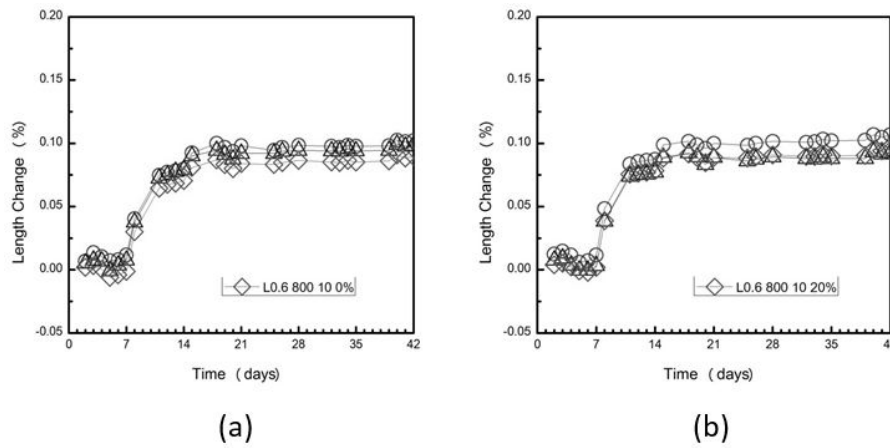 0.20
0.15
0.10
0.05
0.00
-0.05
Length Change (%)
0 7 14 21 28 35 42
Time (days)
L0.6 800 10 0%
(a)
0.20
0.15
0.10
0.05
0.00
-0.05
Length Change (%)
0 7 14 21 28 35
Time (days)
L0.6 800 10 20%
(b)